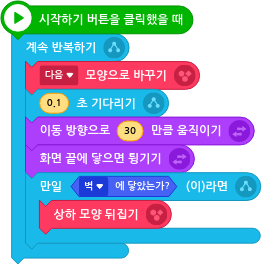 시작하기 버튼을 클릭했을 때
계속 반복하기
다음 모양으로 바꾸기
0.1 초 기다리기
이동 방향으로 30 만큼 움직이기
화면 끝에 닿으면 튕기기
만일 벽 에 닿았는가? (이)라면
상하 모양 뒤집기